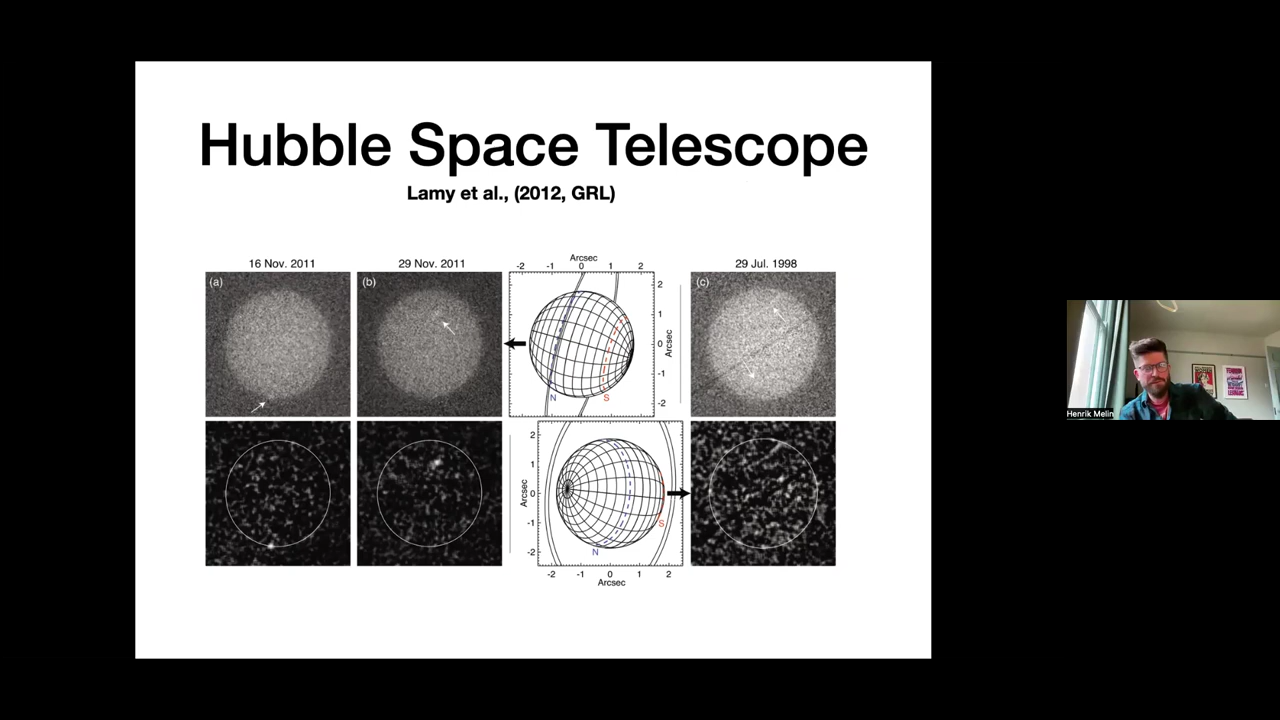 Hubble Space Telescope
Lamy et al., (2012, GRL)
16 Nov. 2011
29 Nov. 2011
Arcsec
-2 -1 0 1 2
29 Jul. 1998
(a)
(b)
(c)
2
1
0
-1
-2
Arcsec
N
S
Arcsec
1
0
-1
-2
2
N
S
-2 -1 0 1 2
Arcsec
Henrik Melin